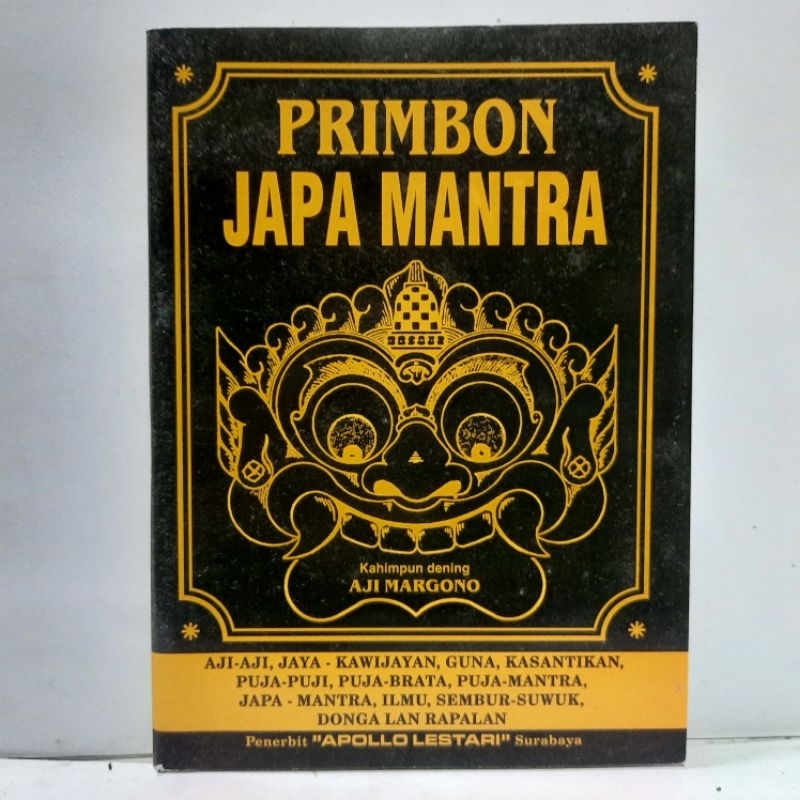 PRIMBON
JAPA MANTRA
Kahimpun dening
AJI MARGONO
AJI-AJI, JAYA - KAWIJAYAN, GUNA, KASANTIKAN,
PUJA-PUJI, PUJA-BRATA, PUJA-MANTRA,
JAPA - MANTRA, ILMU, SEMBUR-SUWUK,
DONGA LAN RAPALAN
Penerbit "APOLLO LESTARI" Surabaya